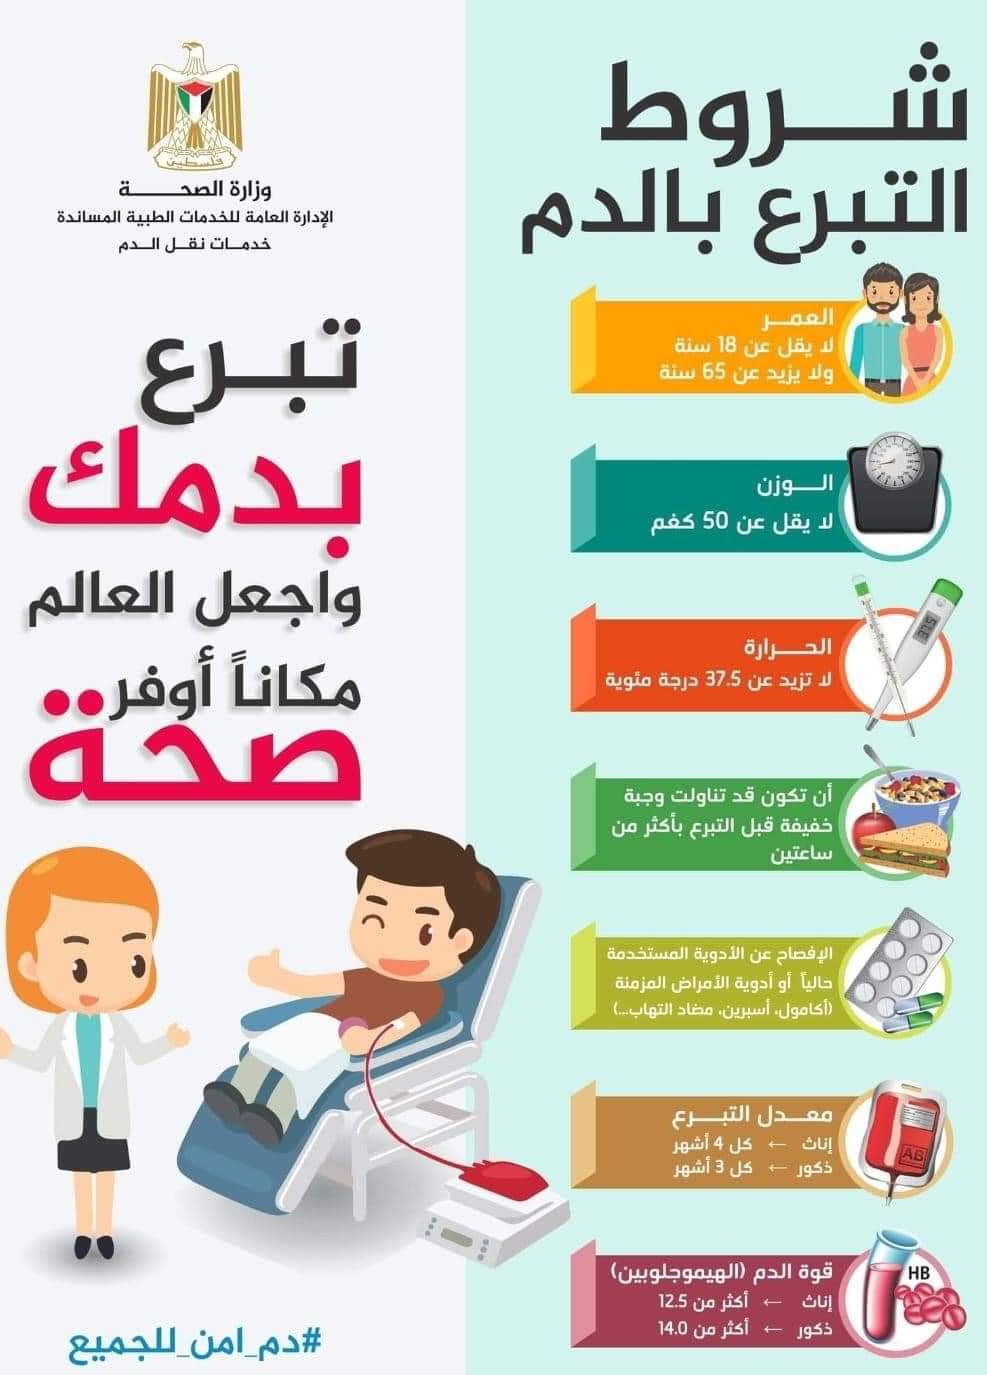 شروط
التبرع بالدم
العمر
لا يقل عن 18 سنة
ولا يزيد عن 65 سنة
الوزن
لا يقل عن 50 كغم
الحرارة
لا تزيد عن 37.5 درجة مئوية
أن تكون قد تناولت وجبة
خفيفة قبل التبرع بأكثر من
ساعتين
الإفصاح عن الأدوية المستخدمة
حالياً أو أدوية الأمراض المزمنة
(أكامول، أسبرين، مضاد التهاب...)
معدل التبرع
إناث ← كل 4 أشهر
ذكور ← كل 3 أشهر
AB
قوة الدم (الهيموجلوبين)
إناث ← أكثر من 12.5
ذكور ← أكثر من 14.0
HB
فلسطين
وزارة الصحة
الإدارة العامة للخدمات الطبية المساندة
خدمات نقل الدم
تبرع
بدمك
واجعل العالم
مكاناً أوفر
صحة
#دم_امن_للجميع